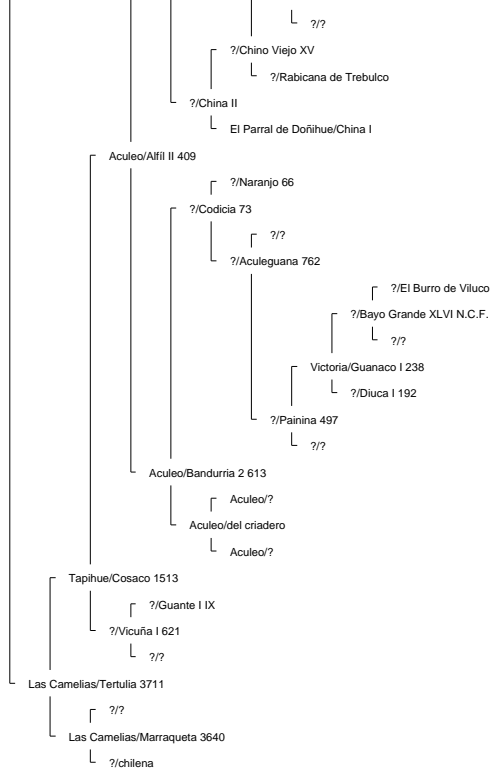 ?/?
?/Chino Viejo XV
?/Rabicana de Trebulco
?/China II
El Parral de Doñihue/China I
Aculeo/Alfíl II 409
?/Naranjo 66
?/Codicia 73
?/?
?/Aculeguana 762
?/El Burro de Viluco
?/Bayo Grande XLVI N.C.F.
?/?
Victoria/Guanaco I 238
?/Diuca I 192
?/Painina 497
?/?
Aculeo/Bandurria 2 613
Aculeo/?
Aculeo/del criadero
Aculeo/?
Tapihue/Cosaco 1513
?/Guante I IX
?/Vicuña I 621
?/?
Las Camelias/Tertulia 3711
?/?
Las Camelias/Marraqueta 3640
?/chilena